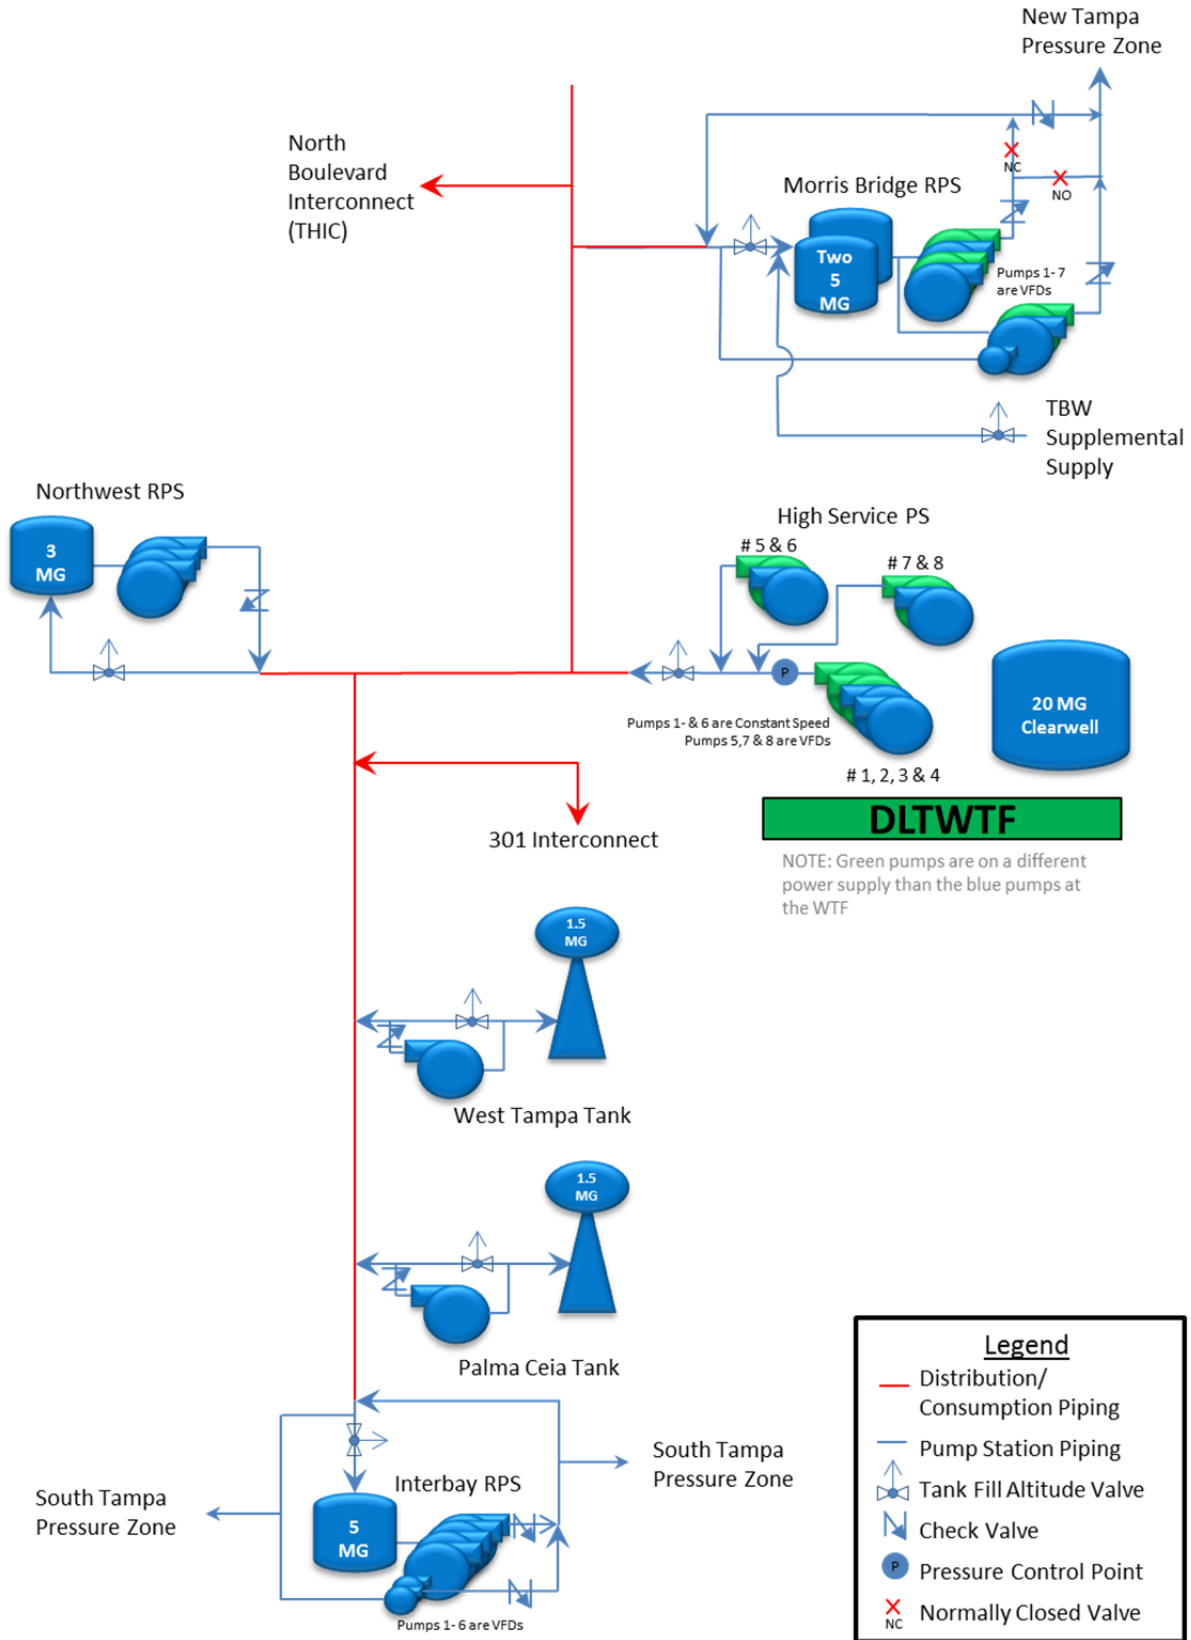 New Tampa
Pressure Zone
North
Boulevard
Interconnect
(THIC)
NC
Morris Bridge RPS
NO
Two
5
MG
Pumps 1- 7
are VFDs
TBW
Supplemental
Supply
Northwest RPS
3
MG
High Service PS
# 5 & 6
# 7 & 8
P
20 MG
Clearwell
Pumps 1- & 6 are Constant Speed
Pumps 5,7 & 8 are VFDs
# 1, 2, 3 & 4
DLTWTF
301 Interconnect
NOTE: Green pumps are on a different
power supply than the blue pumps at
the WTF
1.5
MG
West Tampa Tank
1.5
MG
Palma Ceia Tank
South Tampa
Pressure Zone
Interbay RPS
South Tampa
Pressure Zone
5
MG
Pumps 1- 6 are VFDs
Legend
Distribution/
Consumption Piping
Pump Station Piping
Tank Fill Altitude Valve
Check Valve
P
Pressure Control Point
Normally Closed Valve
NC